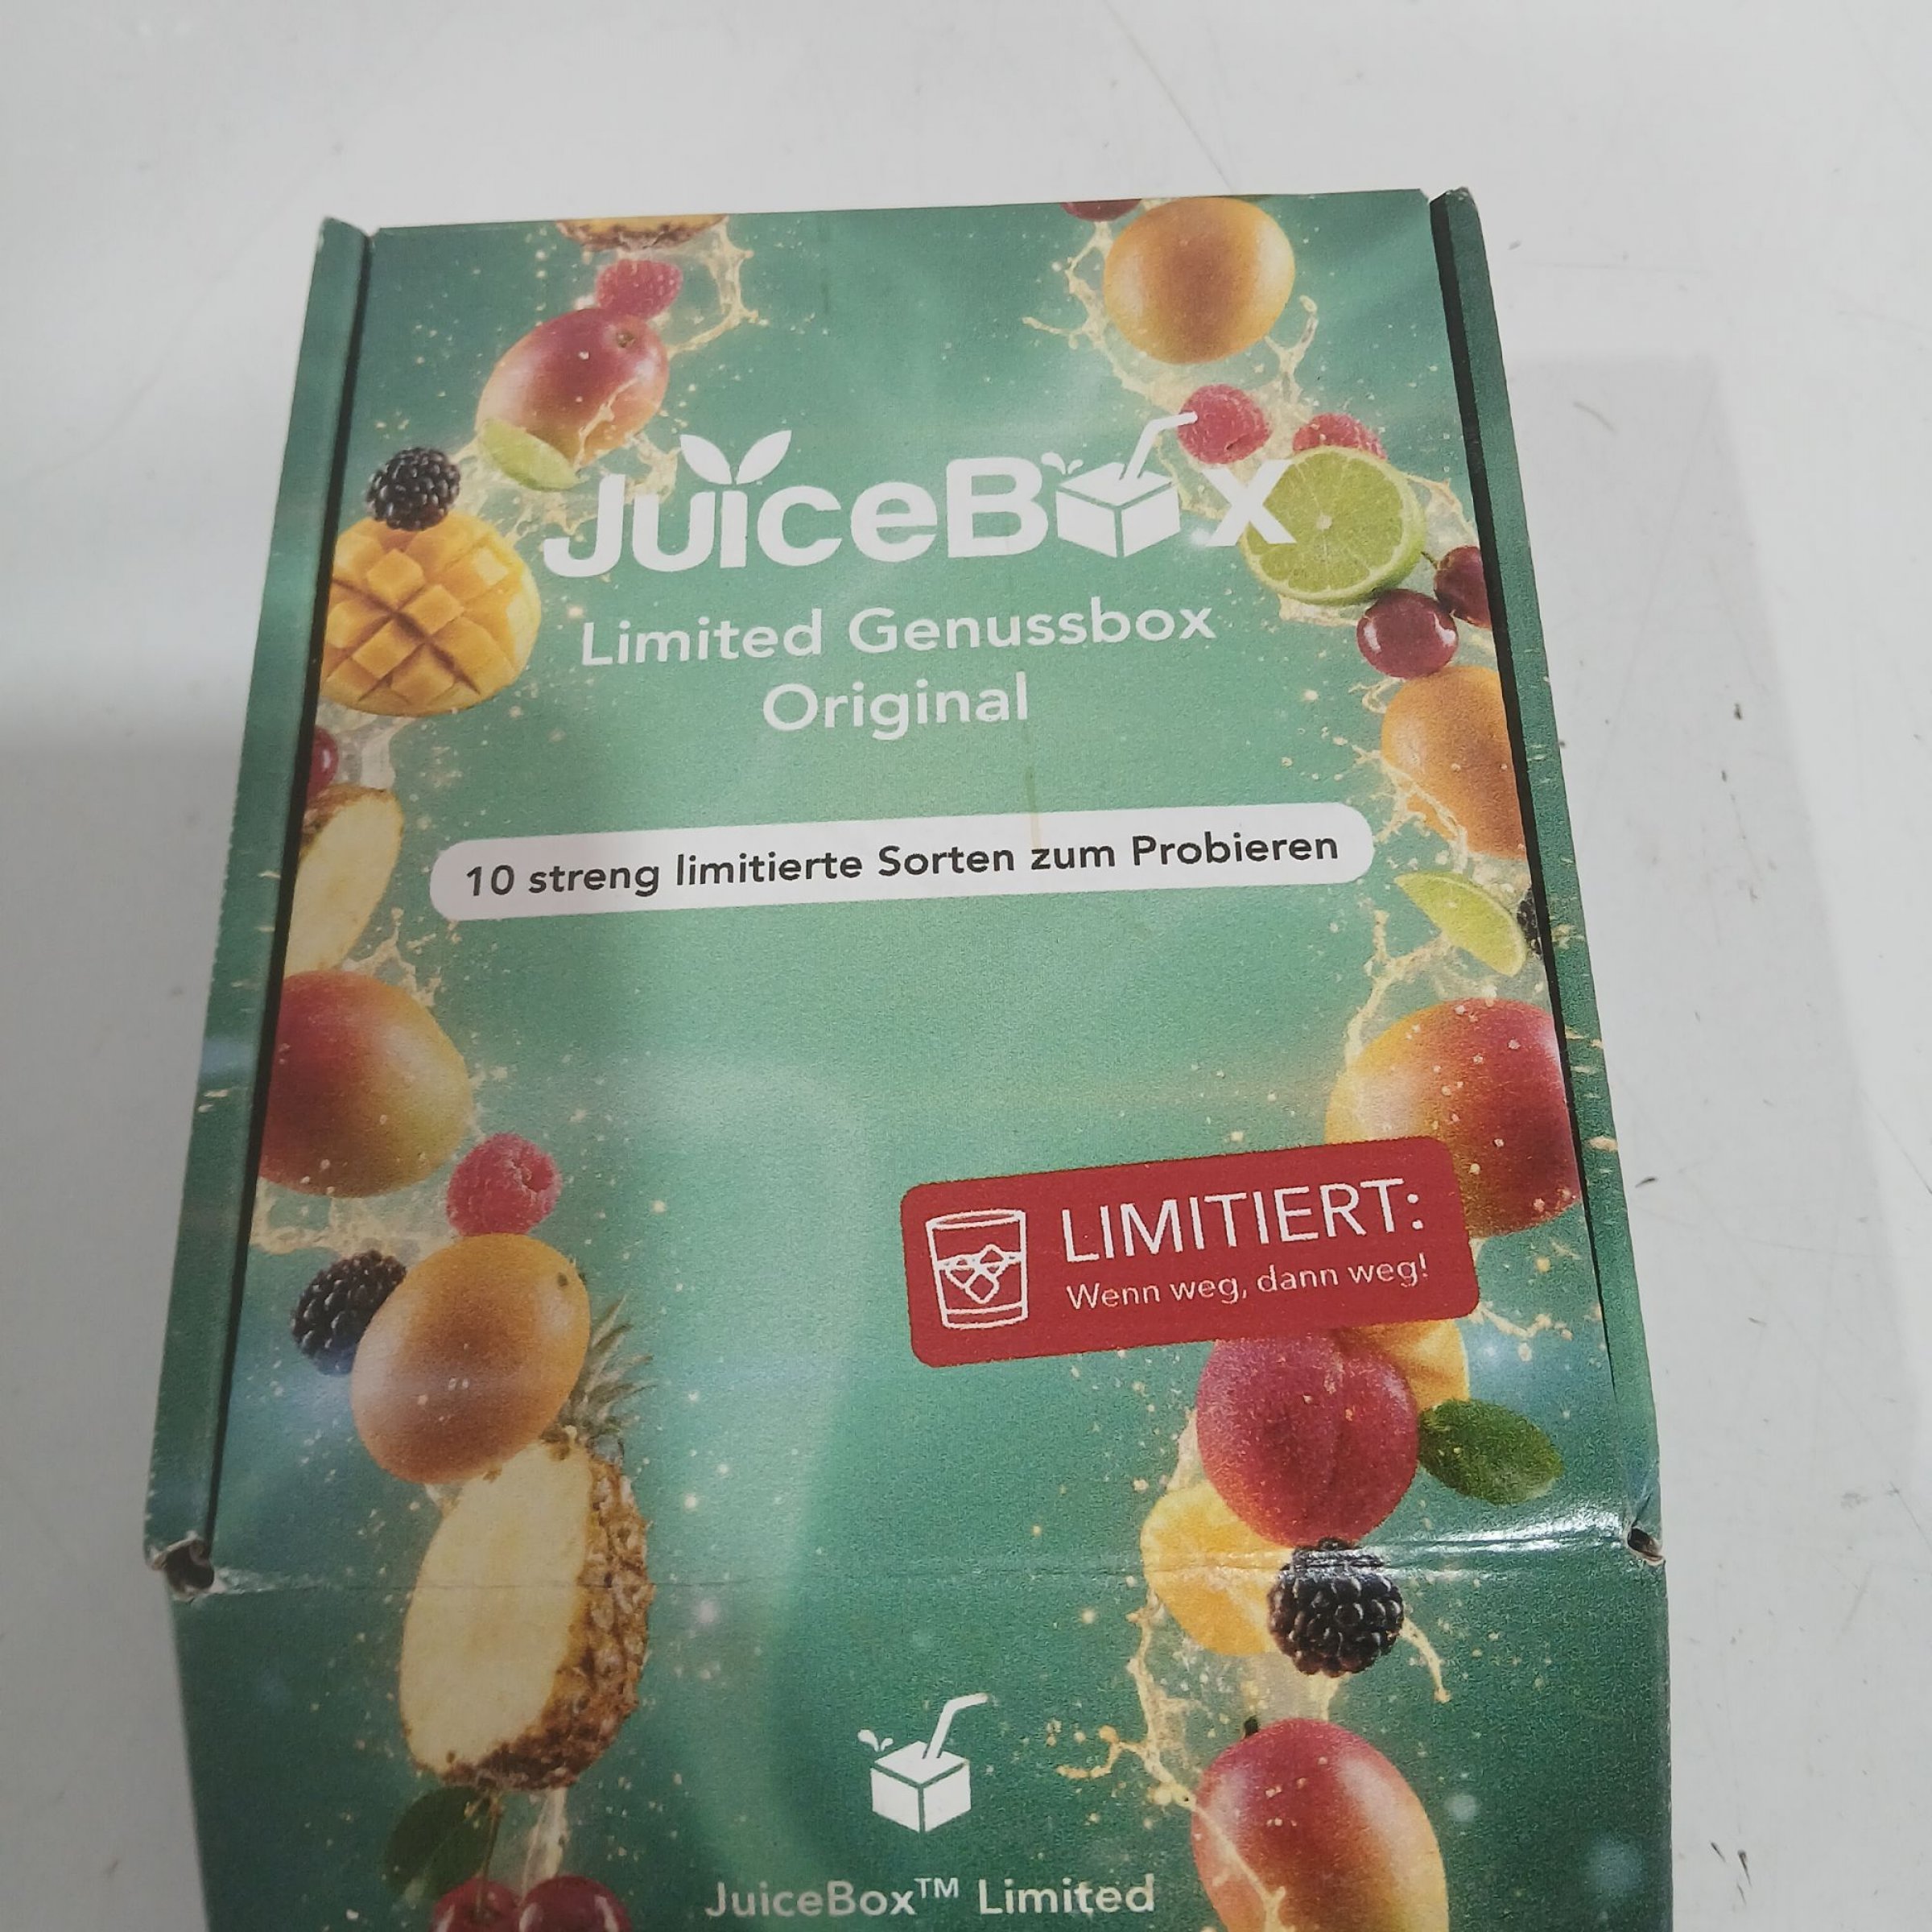 JuiceBox
Limited Genussbox
Original
10 streng limitierte Sorten zum Probieren
LIMITIERT:
Wenn weg, dann weg!
JuiceBox™ Limited